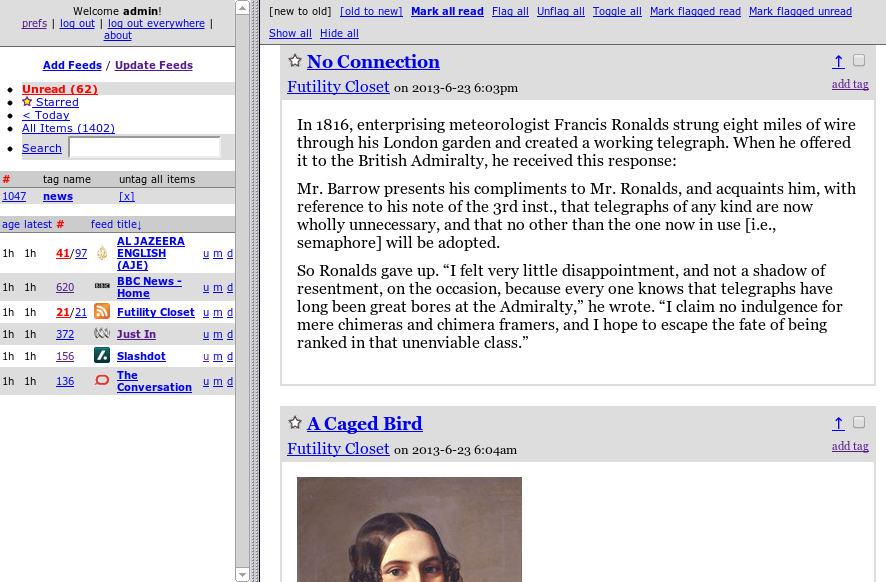 Welcome admin!
prefs | log out | log out everywhere |
about
Add Feeds / Update Feeds
Unread (62)
Starred
< Today
All Items (1402)
Search
# tag name untag all items
1047 news [x]
age latest # feed title↓
1h 1h 41/97 AL JAZEERA
ENGLISH
(AJE) u m d
1h 1h 620 BBC BBC News -
Home u m d
1h 1h 21/21 Futility Closet u m d
1h 1h 372 Just In u m d
1h 1h 156 Slashdot u m d
1h 1h 136 The
Conversation u m d
[new to old] [old to new] Mark all read Flag all Unflag all Toggle all Mark flagged read Mark flagged unread
Show all Hide all
No Connection ↑
Futility Closet on 2013-6-23 6:03pm add tag
In 1816, enterprising meteorologist Francis Ronalds strung eight miles of wire
through his London garden and created a working telegraph. When he offered
it to the British Admiralty, he received this response:
Mr. Barrow presents his compliments to Mr. Ronalds, and acquaints him, with
reference to his note of the 3rd inst., that telegraphs of any kind are now
wholly unnecessary, and that no other than the one now in use [i.e.,
semaphore] will be adopted.
So Ronalds gave up. “I felt very little disappointment, and not a shadow of
resentment, on the occasion, because every one knows that telegraphs have
long been great bores at the Admiralty,” he wrote. “I claim no indulgence for
mere chimeras and chimera framers, and I hope to escape the fate of being
ranked in that unenviable class.”
A Caged Bird ↑
Futility Closet on 2013-6-23 6:04am add tag